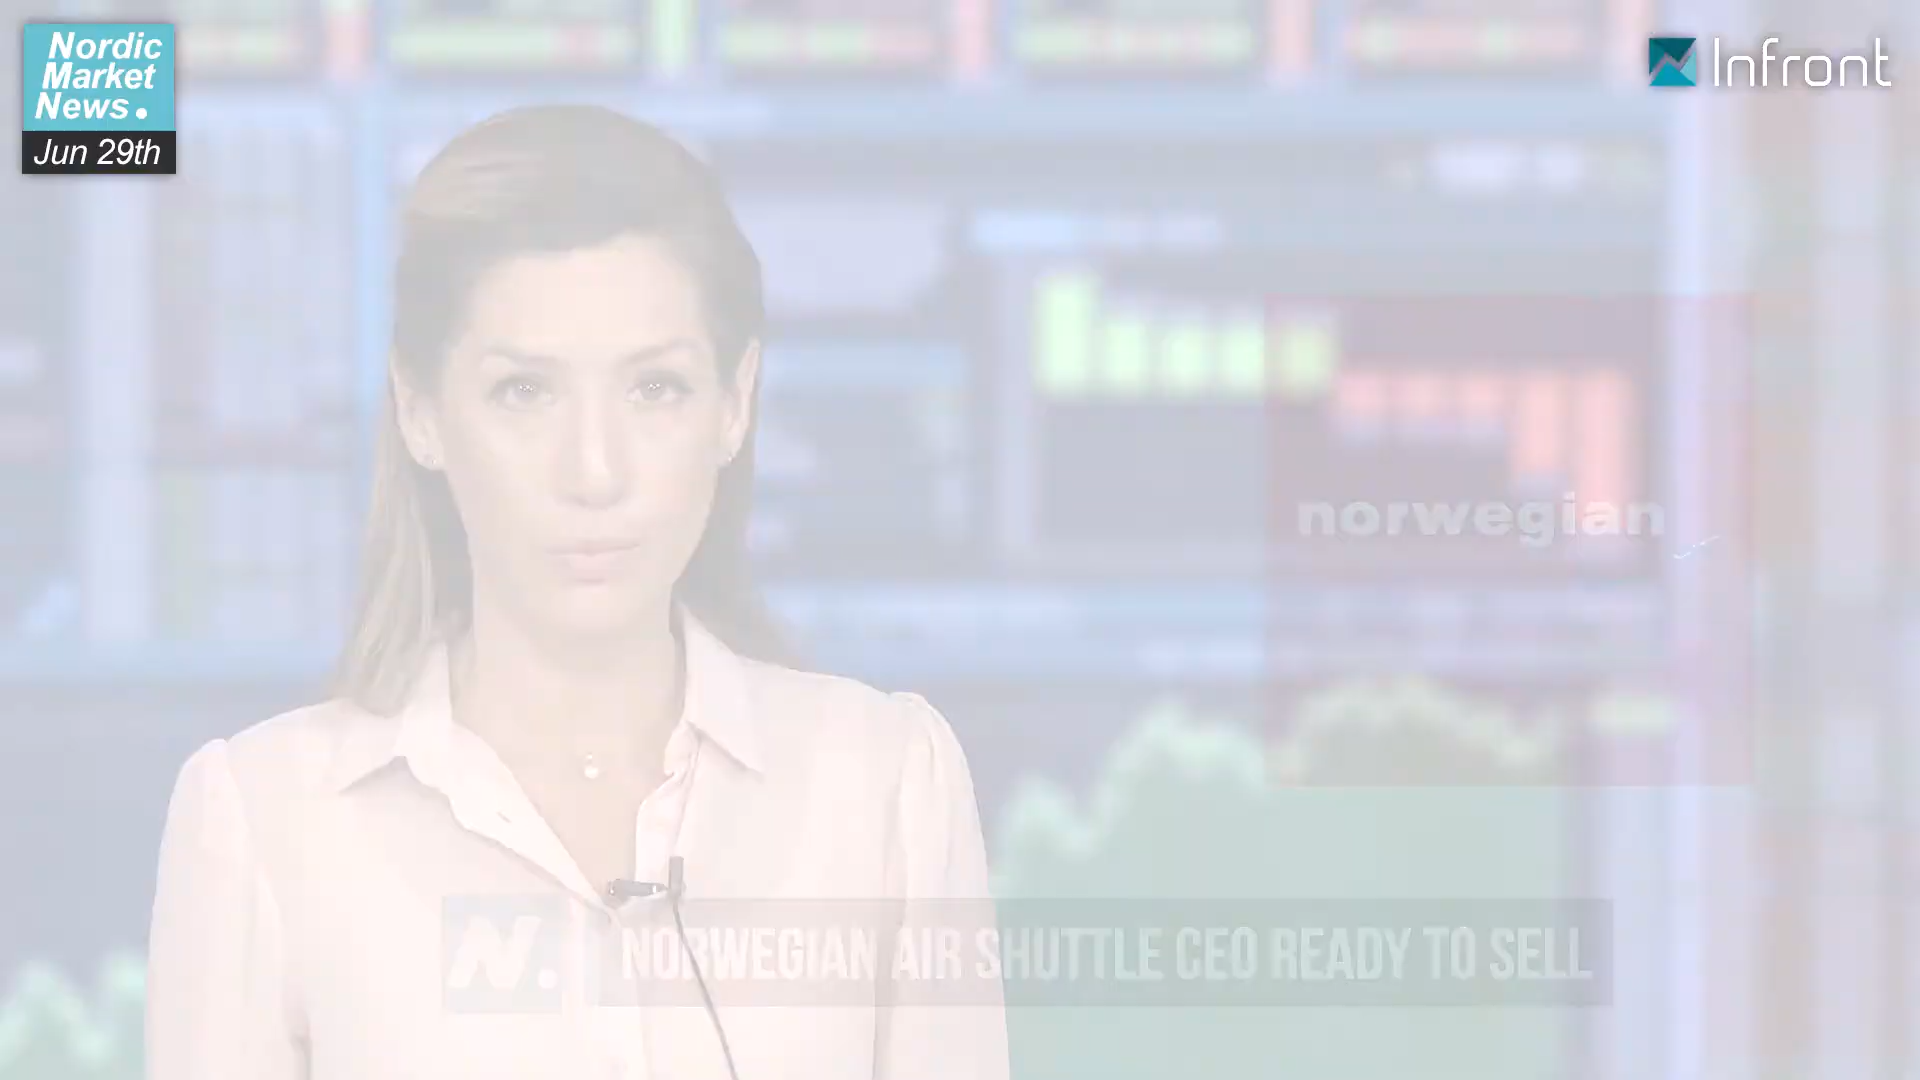 Nordic
Market
News.
Jun 29th
Infront
norwegian
N.
NORWEGIAN AIR SHUTTLE CEO READY TO SELL